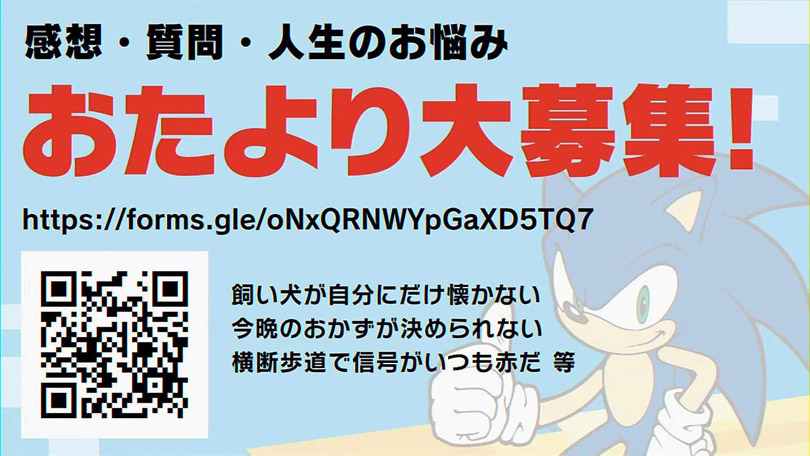 感想・質問・人生のお悩み
おたより大募集!
https://forms.gle/oNxQRNWYpGaXD5TQ7
飼い犬が自分にだけ懐かない
今晩のおかずが決められない
横断歩道で信号がいつも赤だ 等